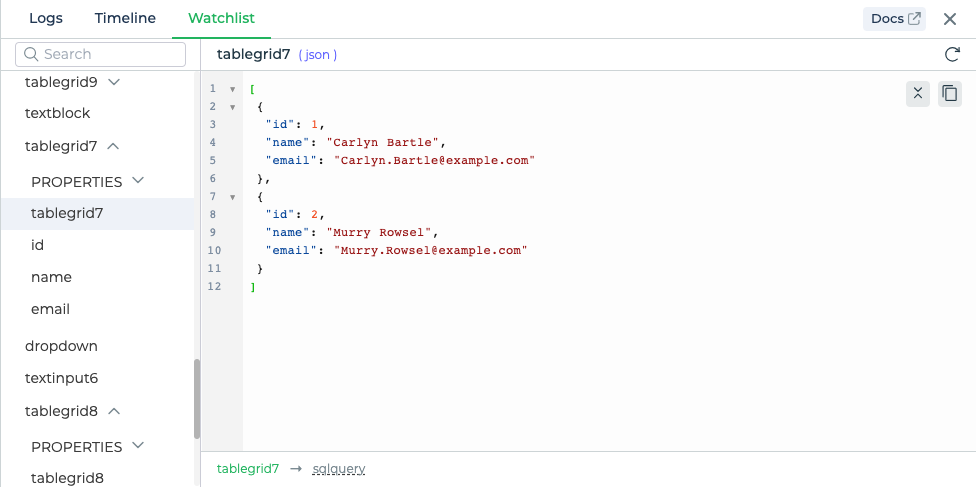 Logs Timeline Watchlist Docs
Search
tablegrid7 (json)
tablegrid9
textblock
tablegrid7
PROPERTIES
tablegrid7
id
name
email
dropdown
textinput6
tablegrid8
PROPERTIES
tablegrid8
1 [
2 {
3 "id": 1,
4 "name": "Carlyn Bartle",
5 "email": "Carlyn.Bartle@example.com"
6 },
7 {
8 "id": 2,
9 "name": "Murry Rowsel",
10 "email": "Murry.Rowsel@example.com"
11 }
12 ]
tablegrid7 → sqlquery